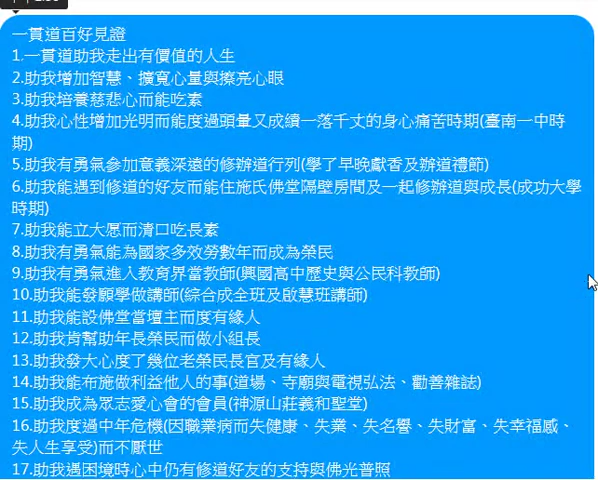 一貫道百好見證
1.一貫道助我走出有價值的人生
2.助我增加智慧、擴寬心量與擦亮心眼
3.助我培養慈悲心而能吃素
4.助我心性增加光明而能度過頭暈又成績一落千丈的身心痛苦時期(臺南一中時
期)
5.助我有勇氣參加意義深遠的修辦道行列(學了早晚獻香及辦道禮節)
6.助我能遇到修道的好友而能住施氏佛堂隔壁房間及一起修辦道與成長(成功大學
時期)
7.助我能立大愿而清口吃長素
8.助我有勇氣能為國家多效勞數年而成為榮民
9.助我有勇氣進入教育界當教師(興國高中歷史與公民科教師)
10.助我能發願學做講師(綜合成全班及啟慧班講師)
11.助我能設佛堂當壇主而度有緣人
12.助我肯幫助年長榮民而做小組長
13.助我發大心度了幾位老榮民長官及有緣人
14.助我能布施做利益他人的事(道場、寺廟與電視弘法、勸善雜誌)
15.助我成為眾志愛心會的會員(神源山莊義和聖堂)
16.助我度過中年危機(因職業病而失健康、失業、失名譽、失財富、失幸福感、
失人生享受)而不厭世
17.助我遇困境時心中仍有修道好友的支持與佛光普照